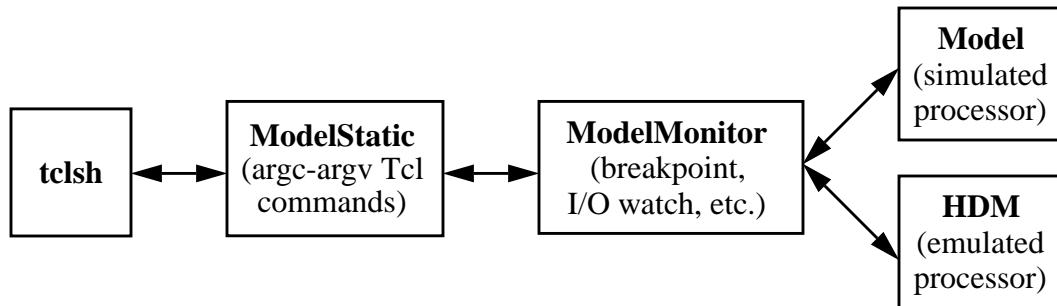 tclsh
ModelStatic
(argc-argv Tcl
commands)
ModelMonitor
(breakpoint,
I/O watch, etc.)
Model
(simulated
processor)
HDM
(emulated
processor)